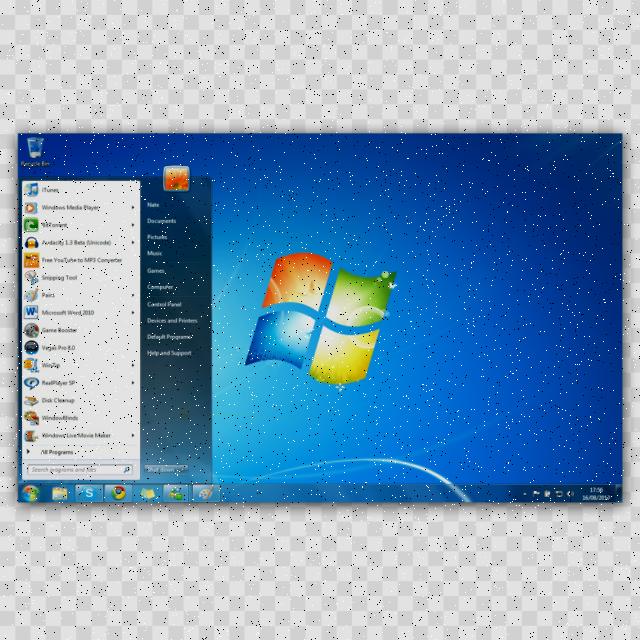 Recycle Bin
iTunes
Windows Media Player
BitTorrent
Audacity 1.3 Beta (Unicode)
Free YouTube to MP3 Converter
Snipping Tool
Paint
Microsoft Word 2010
Game Booster
Vegas Pro 8.0
WinZip
RealPlayer SP
Disk Cleanup
WindowBlinds
Windows Live Movie Maker
All Programs
Search programs and files
Nate
Documents
Pictures
Music
Games
Computer
Control Panel
Devices and Printers
Default Programs
Help and Support
Shut down
16/08/2010